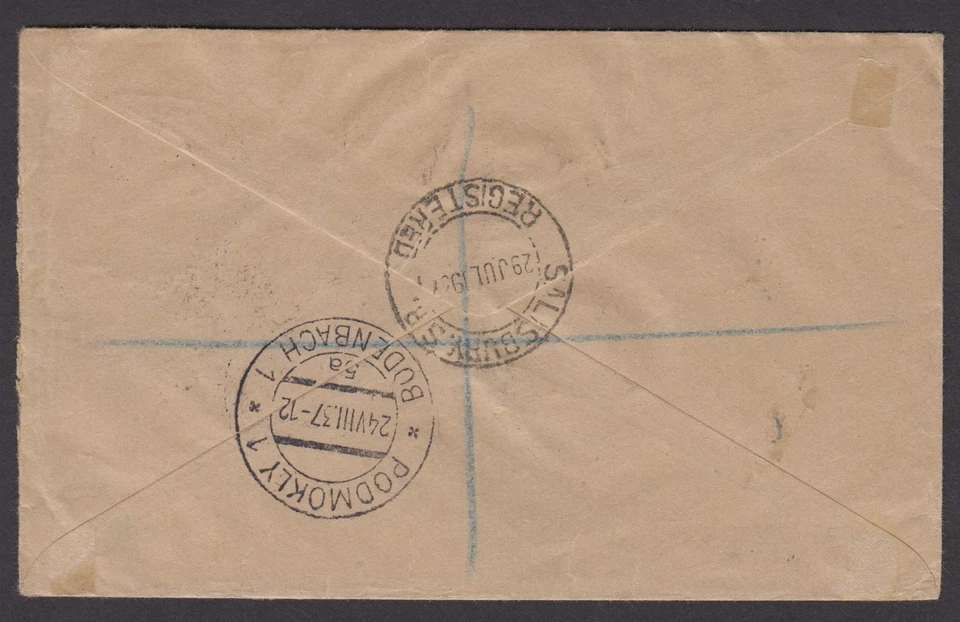 SALISBURY S.R.
29 JUL 1937
REGISTERED
PODMOKLY 1
24 VIII.37-12
5a
* BODENBACH 1 *